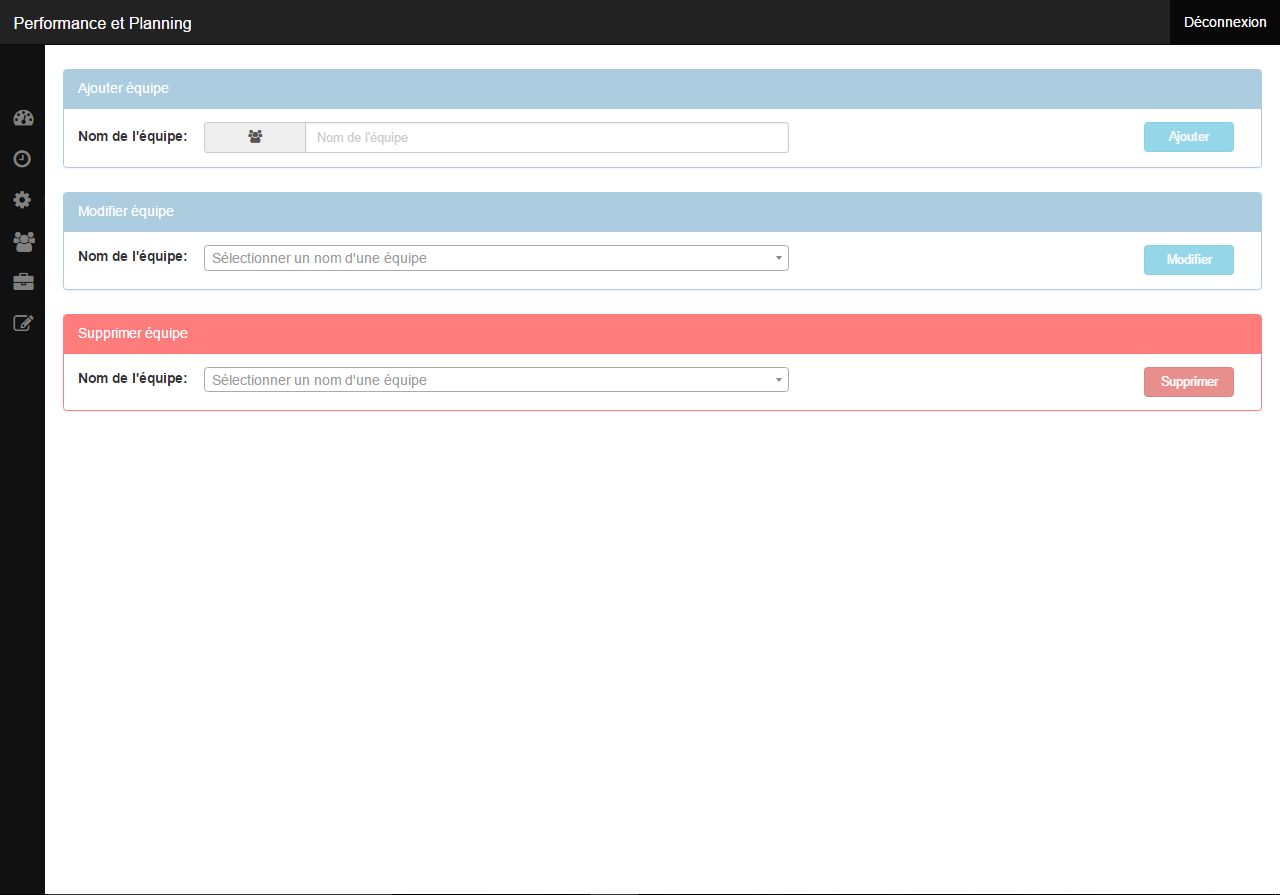 Performance et Planning
Déconnexion
Ajouter équipe
Nom de l'équipe:
Nom de l'équipe
Ajouter
Modifier équipe
Nom de l'équipe:
Sélectionner un nom d'une équipe
Modifier
Supprimer équipe
Nom de l'équipe:
Sélectionner un nom d'une équipe
Supprimer